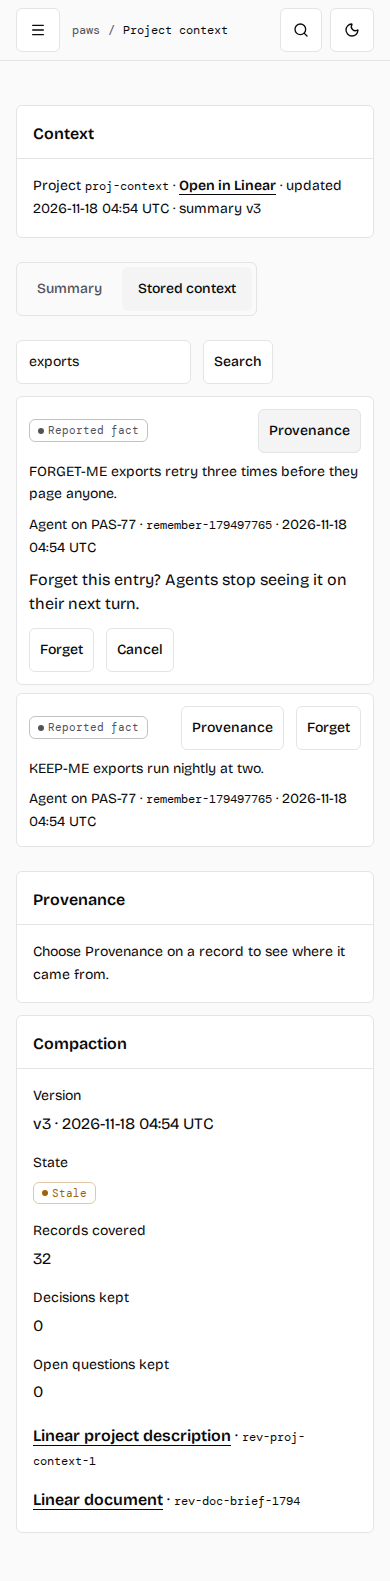 paws / Project context
Context
Project proj-context · Open in Linear · updated
2026-11-18 04:54 UTC · summary v3
Summary Stored context
exports Search
Reported fact Provenance
FORGET-ME exports retry three times before they
page anyone.
Agent on PAS-77 · remember-179497765 · 2026-11-18
04:54 UTC
Forget this entry? Agents stop seeing it on
their next turn.
Forget Cancel
Reported fact Provenance Forget
KEEP-ME exports run nightly at two.
Agent on PAS-77 · remember-179497765 · 2026-11-18
04:54 UTC
Provenance
Choose Provenance on a record to see where it
came from.
Compaction
Version
v3 · 2026-11-18 04:54 UTC
State
Stale
Records covered
32
Decisions kept
0
Open questions kept
0
Linear project description · rev-proj-
context-1
Linear document · rev-doc-brief-1794